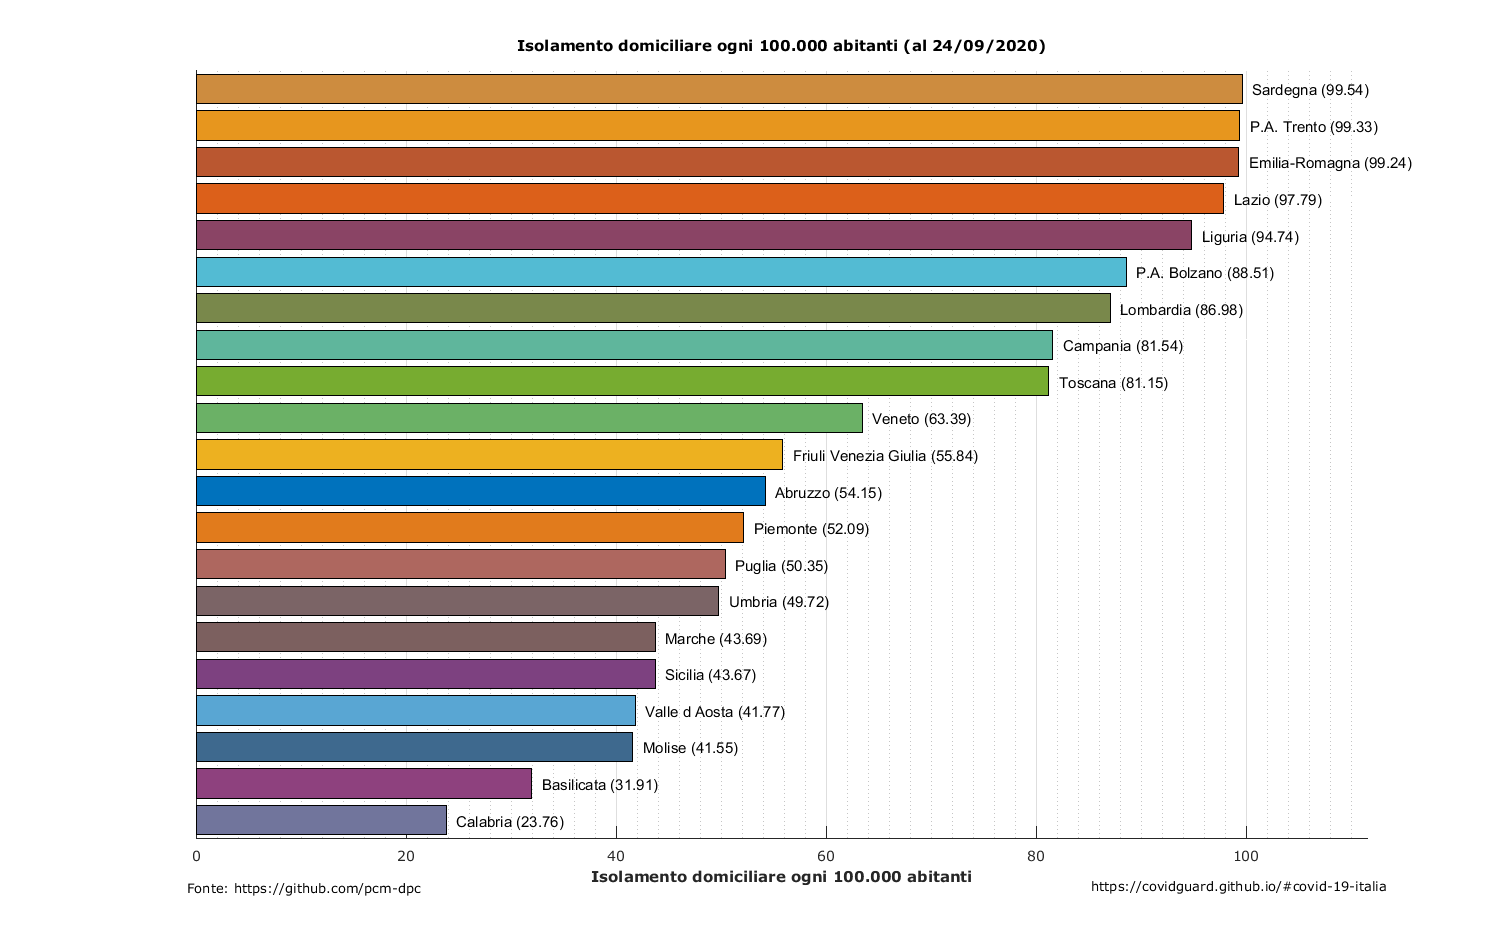 Isolamento domiciliare ogni 100.000 abitanti (al 24/09/2020)
Sardegna (99.54)
P.A. Trento (99.33)
Emilia-Romagna (99.24)
Lazio (97.79)
Liguria (94.74)
P.A. Bolzano (88.51)
Lombardia (86.98)
Campania (81.54)
Toscana (81.15)
Veneto (63.39)
Friuli Venezia Giulia (55.84)
Abruzzo (54.15)
Piemonte (52.09)
Puglia (50.35)
Umbria (49.72)
Marche (43.69)
Sicilia (43.67)
Valle d Aosta (41.77)
Molise (41.55)
Basilicata (31.91)
Calabria (23.76)
0 20 40 60 80 100
Isolamento domiciliare ogni 100.000 abitanti
Fonte: https://github.com/pcm-dpc
https://covidguard.github.io/#covid-19-italia